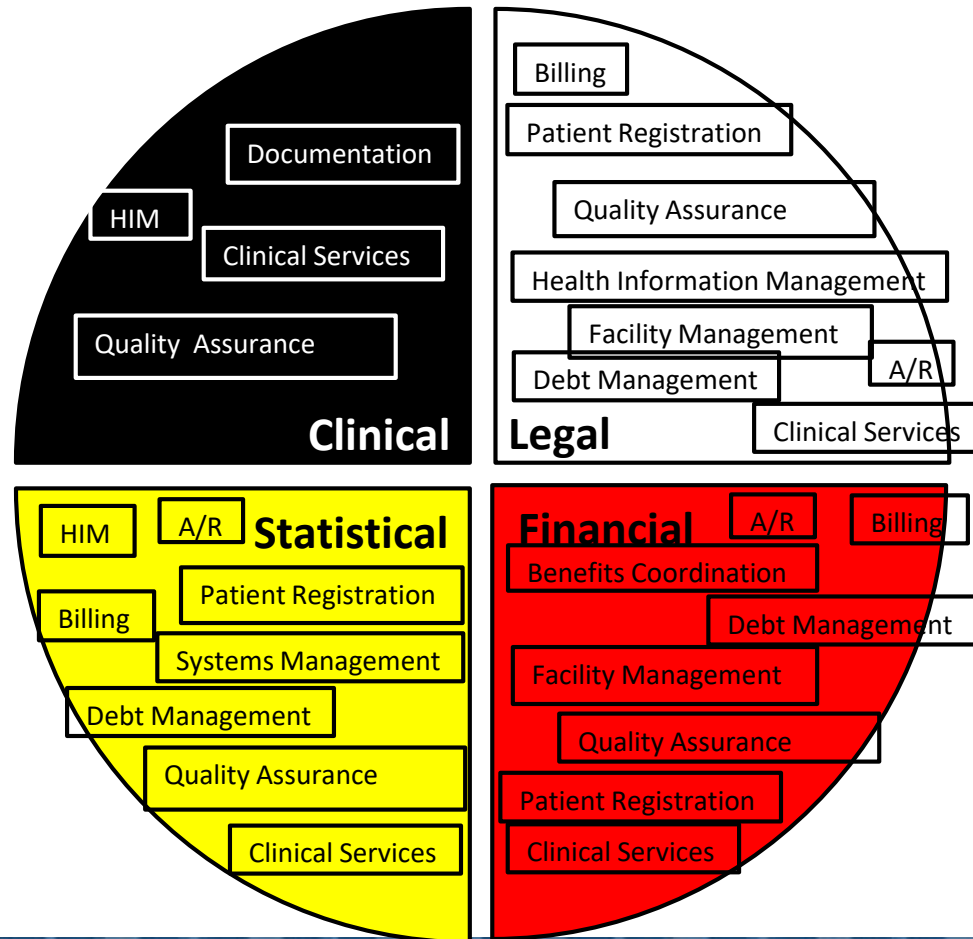 Documentation
HIM
Clinical Services
Quality Assurance
Clinical
Billing
Patient Registration
Quality Assurance
Health Information Management
Facility Management
A/R
Debt Management
Clinical Services
Legal
HIM
A/R
Statistical
Patient Registration
Billing
Systems Management
Debt Management
Quality Assurance
Clinical Services
Financial
A/R
Billing
Benefits Coordination
Debt Management
Facility Management
Quality Assurance
Patient Registration
Clinical Services